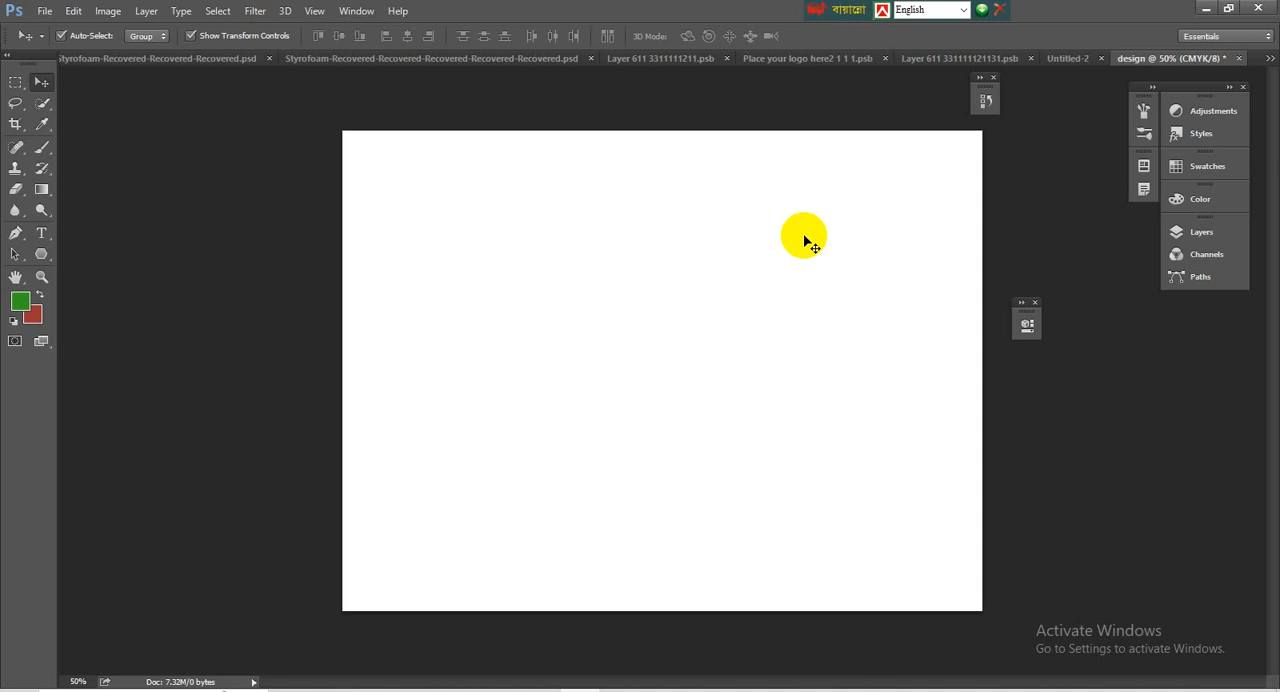 Ps File Edit Image Layer Type Select Filter 3D View Window Help
বায়ান্নো English
Auto-Select: Group Show Transform Controls 3D Mode: Essentials
Styrofoam-Recovered-Recovered-Recovered.psd Styrofoam-Recovered-Recovered-Recovered-Recovered-Recovered.psd Layer 611 3311111211.psb Place your logo here2 1 1 1.psb Layer 611 331111121131.psb Untitled-2 design @ 50% (CMYK/8) *
Adjustments
Styles
Swatches
Color
Layers
Channels
Paths
Activate Windows
Go to Settings to activate Windows.
50% Doc: 7.32M/0 bytes